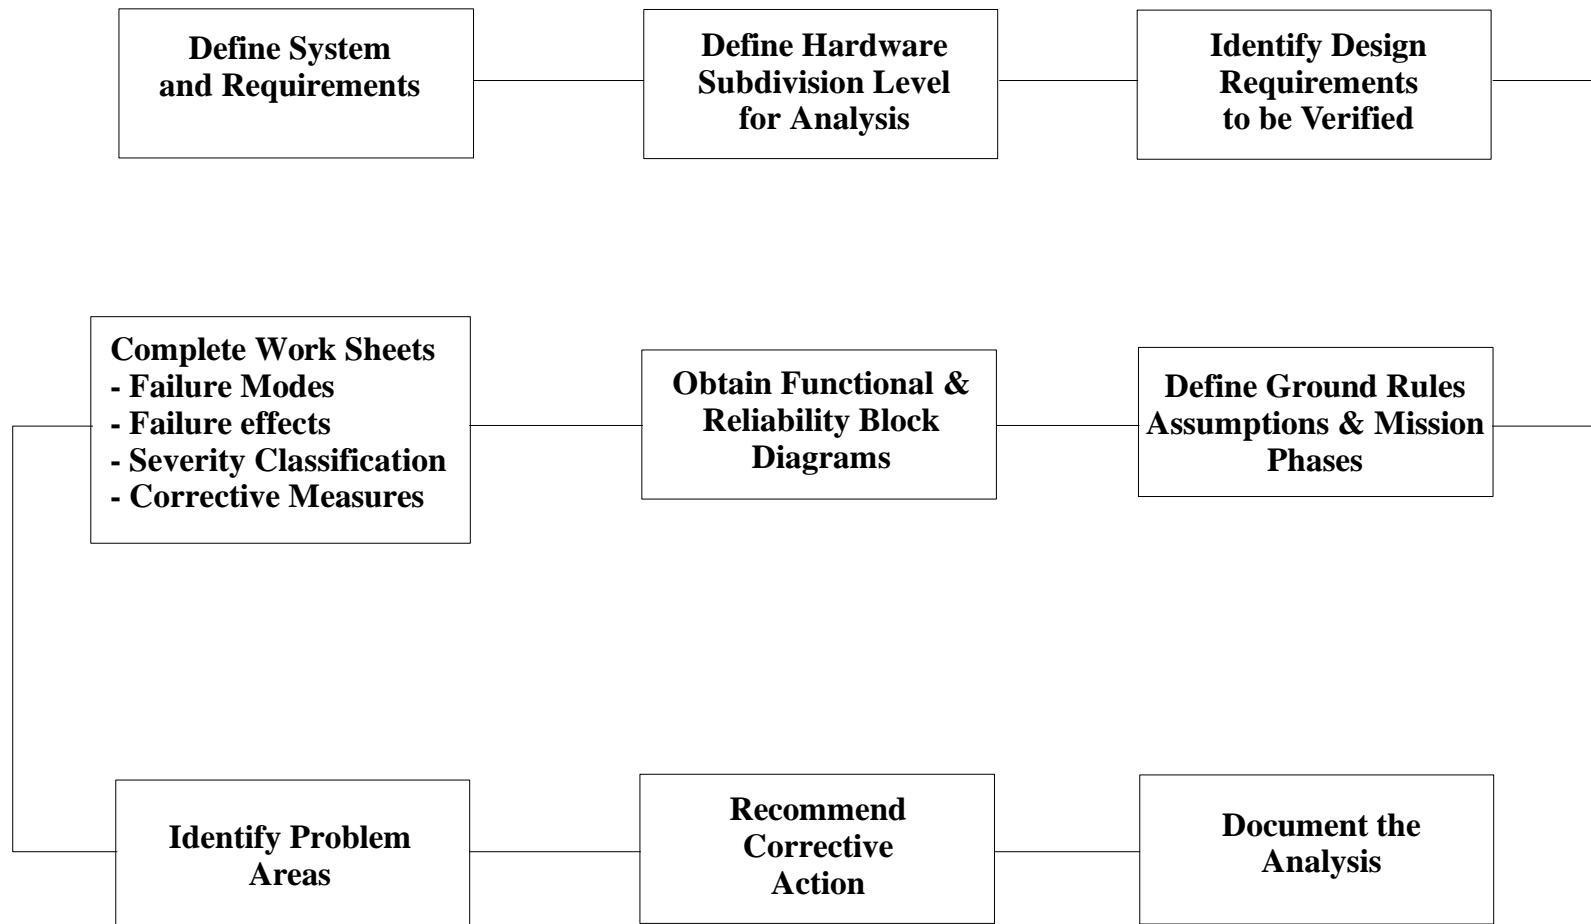 Define System
and Requirements
Define Hardware
Subdivision Level
for Analysis
Identify Design
Requirements
to be Verified
Complete Work Sheets
- Failure Modes
- Failure effects
- Severity Classification
- Corrective Measures
Obtain Functional &
Reliability Block
Diagrams
Define Ground Rules
Assumptions & Mission
Phases
Identify Problem
Areas
Recommend
Corrective
Action
Document the
Analysis